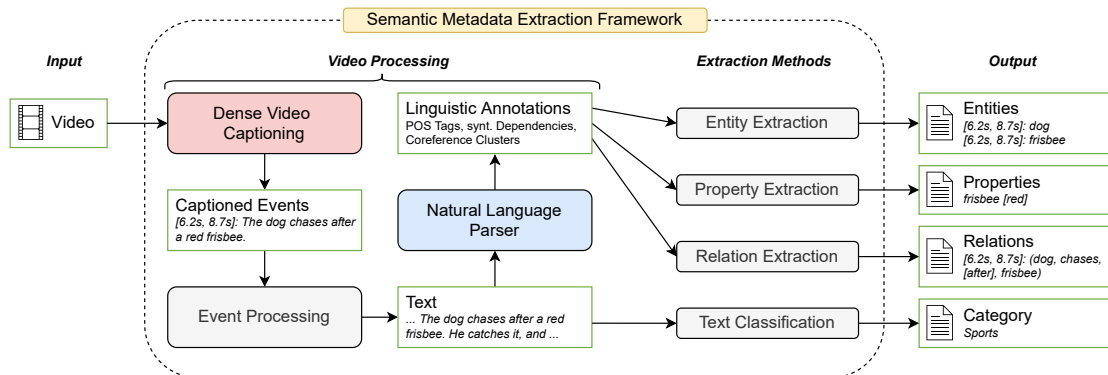 Semantic Metadata Extraction Framework
Input
Video Processing
Extraction Methods
Output
Video
Dense Video
Captioning
Captioned Events
[6.2s, 8.7s]: The dog chases after
a red frisbee.
Event Processing
Linguistic Annotations
POS Tags, synt. Dependencies,
Coreference Clusters
Natural Language
Parser
Text
... The dog chases after a red
frisbee. He catches it, and ...
Entity Extraction
Property Extraction
Relation Extraction
Text Classification
Entities
[6.2s, 8.7s]: dog
[6.2s, 8.7s]: frisbee
Properties
frisbee [red]
Relations
[6.2s, 8.7s]: (dog, chases,
[after], frisbee)
Category
Sports